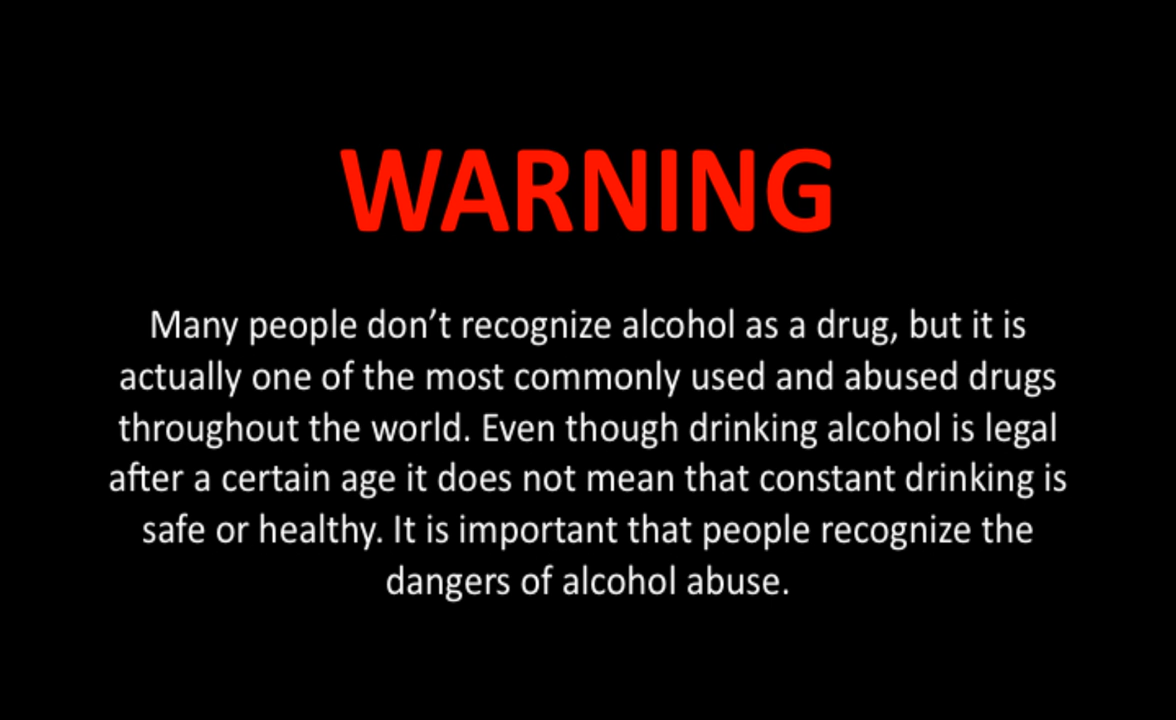 WARNING
Many people don’t recognize alcohol as a drug, but it is
actually one of the most commonly used and abused drugs
throughout the world. Even though drinking alcohol is legal
after a certain age it does not mean that constant drinking is
safe or healthy. It is important that people recognize the
dangers of alcohol abuse.